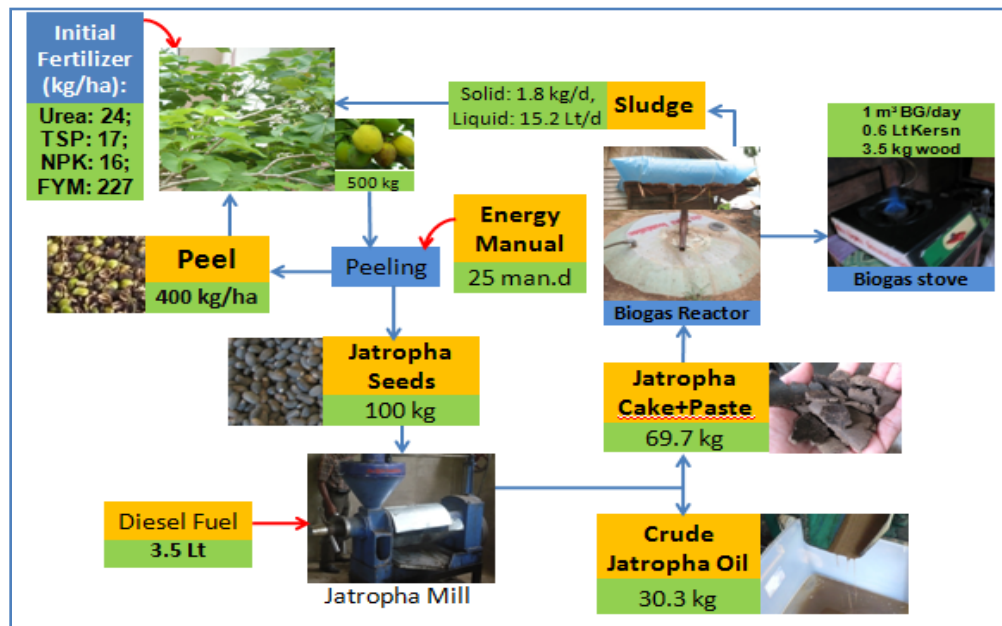 Initial
Fertilizer
(kg/ha):
Urea: 24;
TSP: 17;
NPK: 16;
FYM: 227
500 kg
Solid: 1.8 kg/d,
Liquid: 15.2 Lt/d
Sludge
1 m³ BG/day
0.6 Lt Kersn
3.5 kg wood
Biogas stove
Biogas Reactor
Energy
Manual
25 man.d
Peeling
Peel
400 kg/ha
Jatropha
Seeds
100 kg
Jatropha
Cake+Paste
69.7 kg
Diesel Fuel
3.5 Lt
Jatropha Mill
Crude
Jatropha Oil
30.3 kg